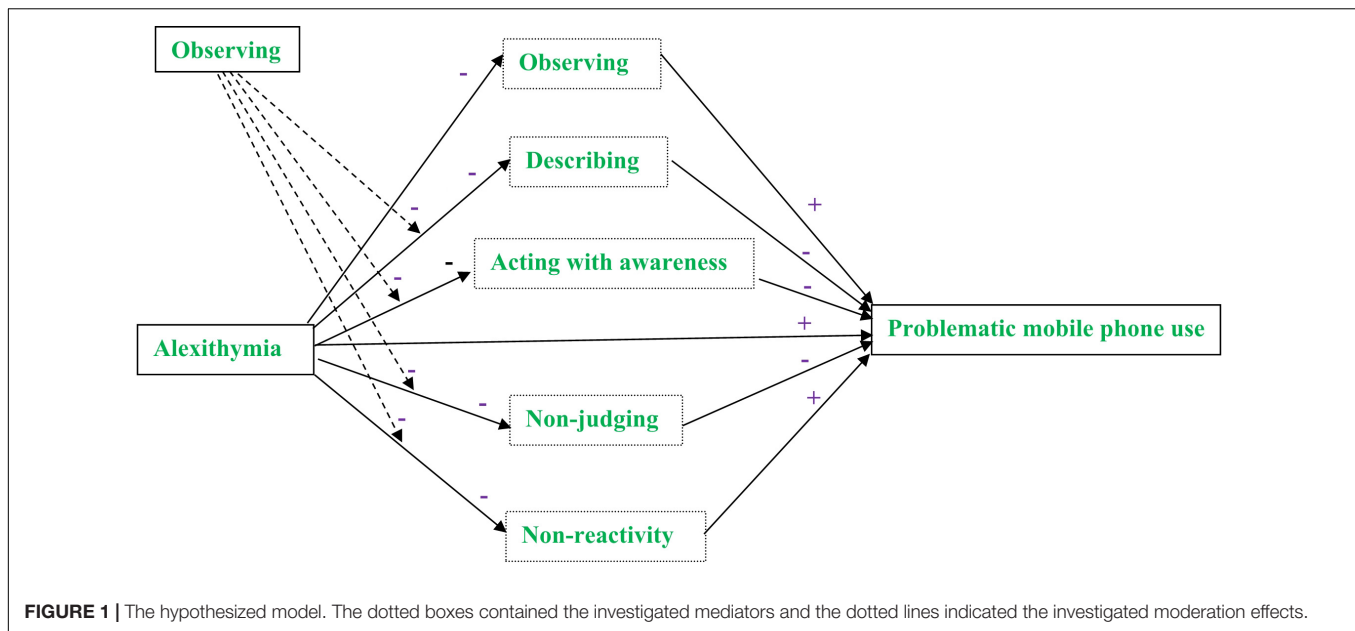 Observing
Observing
-
Describing
-
-
+
Acting with awareness
-
-
-
-
Problematic mobile phone use
+
Alexithymia
-
-
-
Non-judging
-
+
-
-
Non-reactivity
FIGURE 1 | The hypothesized model. The dotted boxes contained the investigated mediators and the dotted lines indicated the investigated moderation effects.